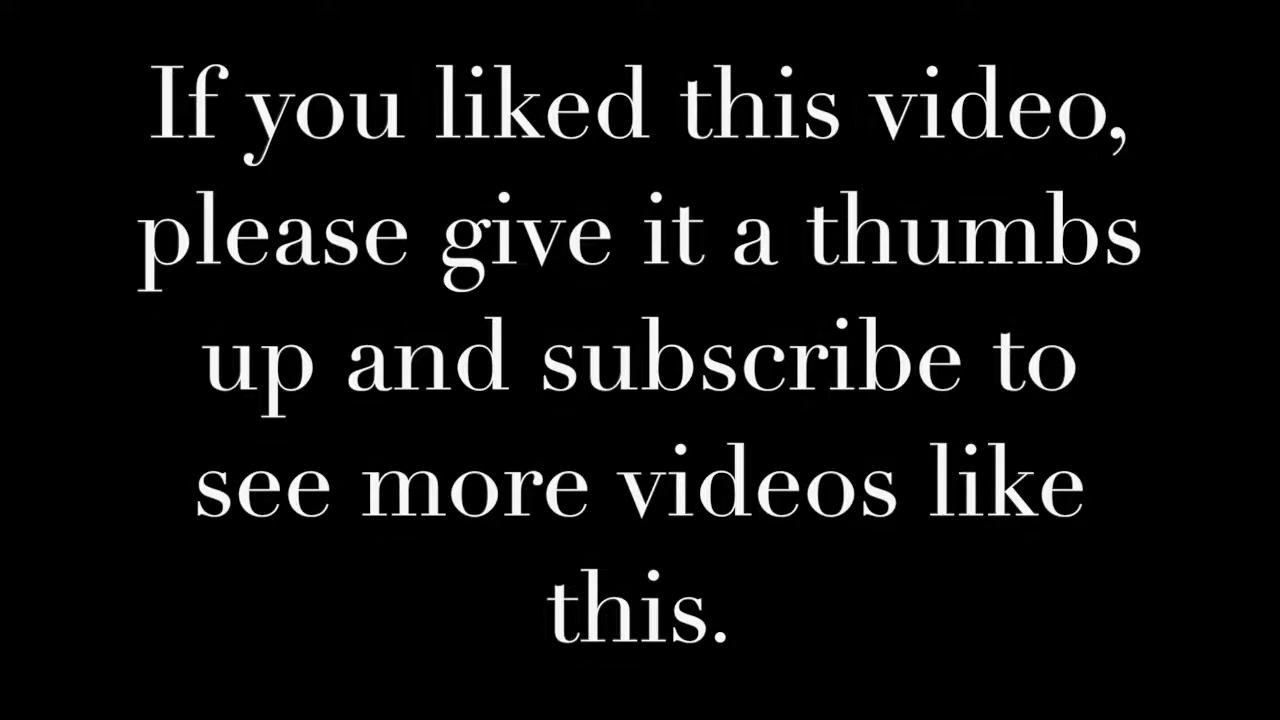 If you liked this video,
please give it a thumbs
up and subscribe to
see more videos like
this.